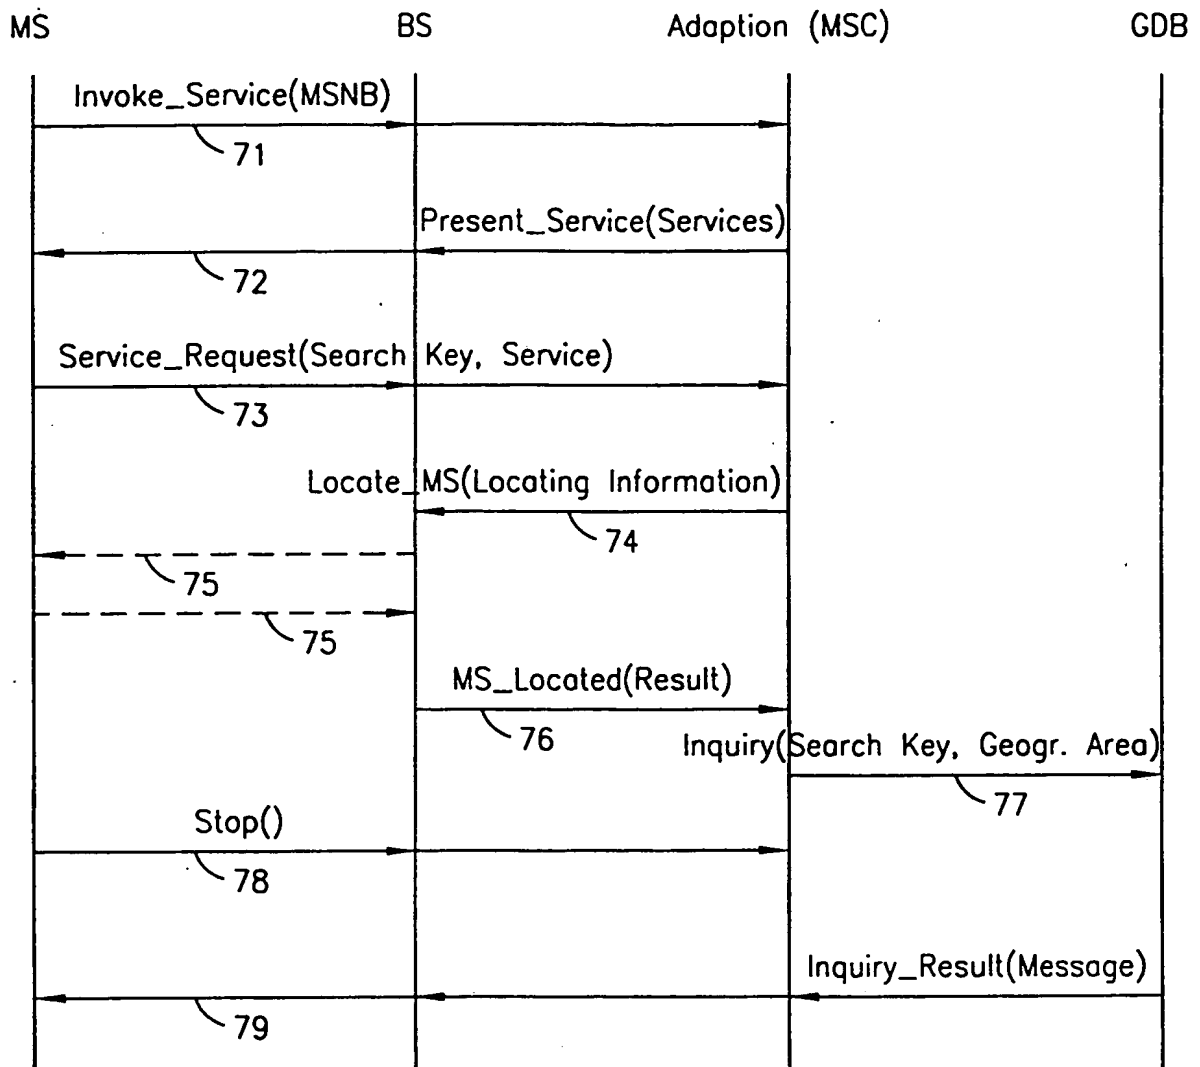 MS BS Adaption (MSC) GDB
Invoke_Service(MSNB)
71
Present_Service(Services)
72
Service_Request(Search Key, Service)
73
Locate_MS(Locating Information)
74
75
75
MS_Located(Result)
76
Inquiry(Search Key, Geogr. Area)
77
Stop()
78
Inquiry_Result(Message)
79